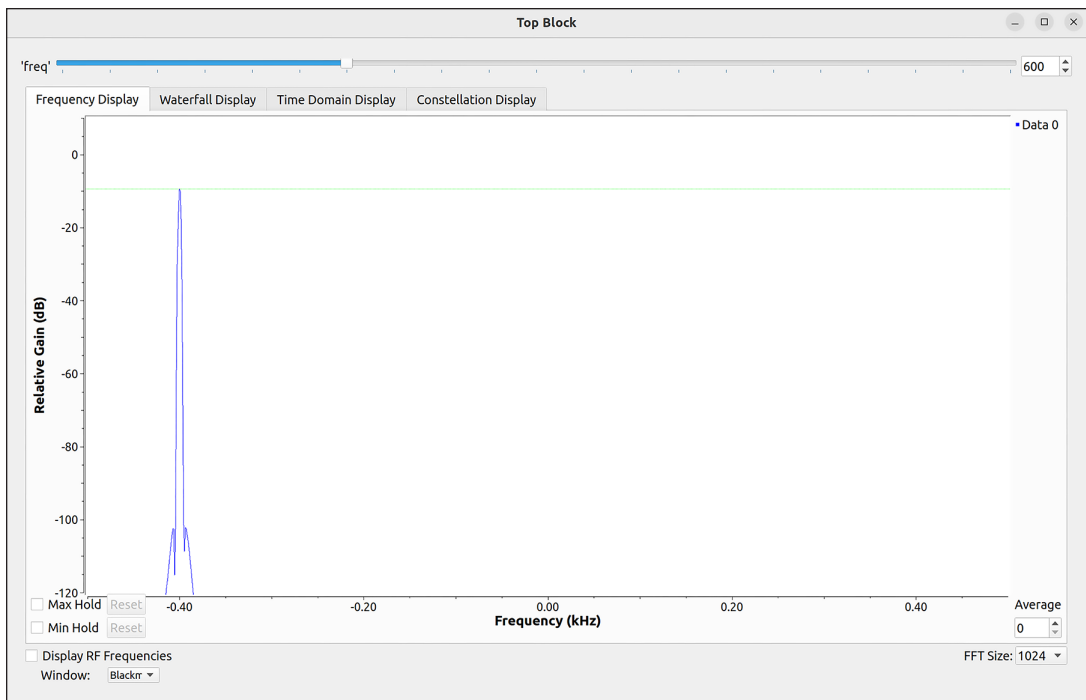 Top Block
'freq'
600
Frequency Display
Waterfall Display
Time Domain Display
Constellation Display
Data 0
0
-20
-40
-60
-80
-100
-120
Relative Gain (dB)
-0.40
-0.20
0.00
0.20
0.40
Frequency (kHz)
Max Hold
Reset
Min Hold
Reset
Average
0
Display RF Frequencies
FFT Size:
1024
Window:
Blackm